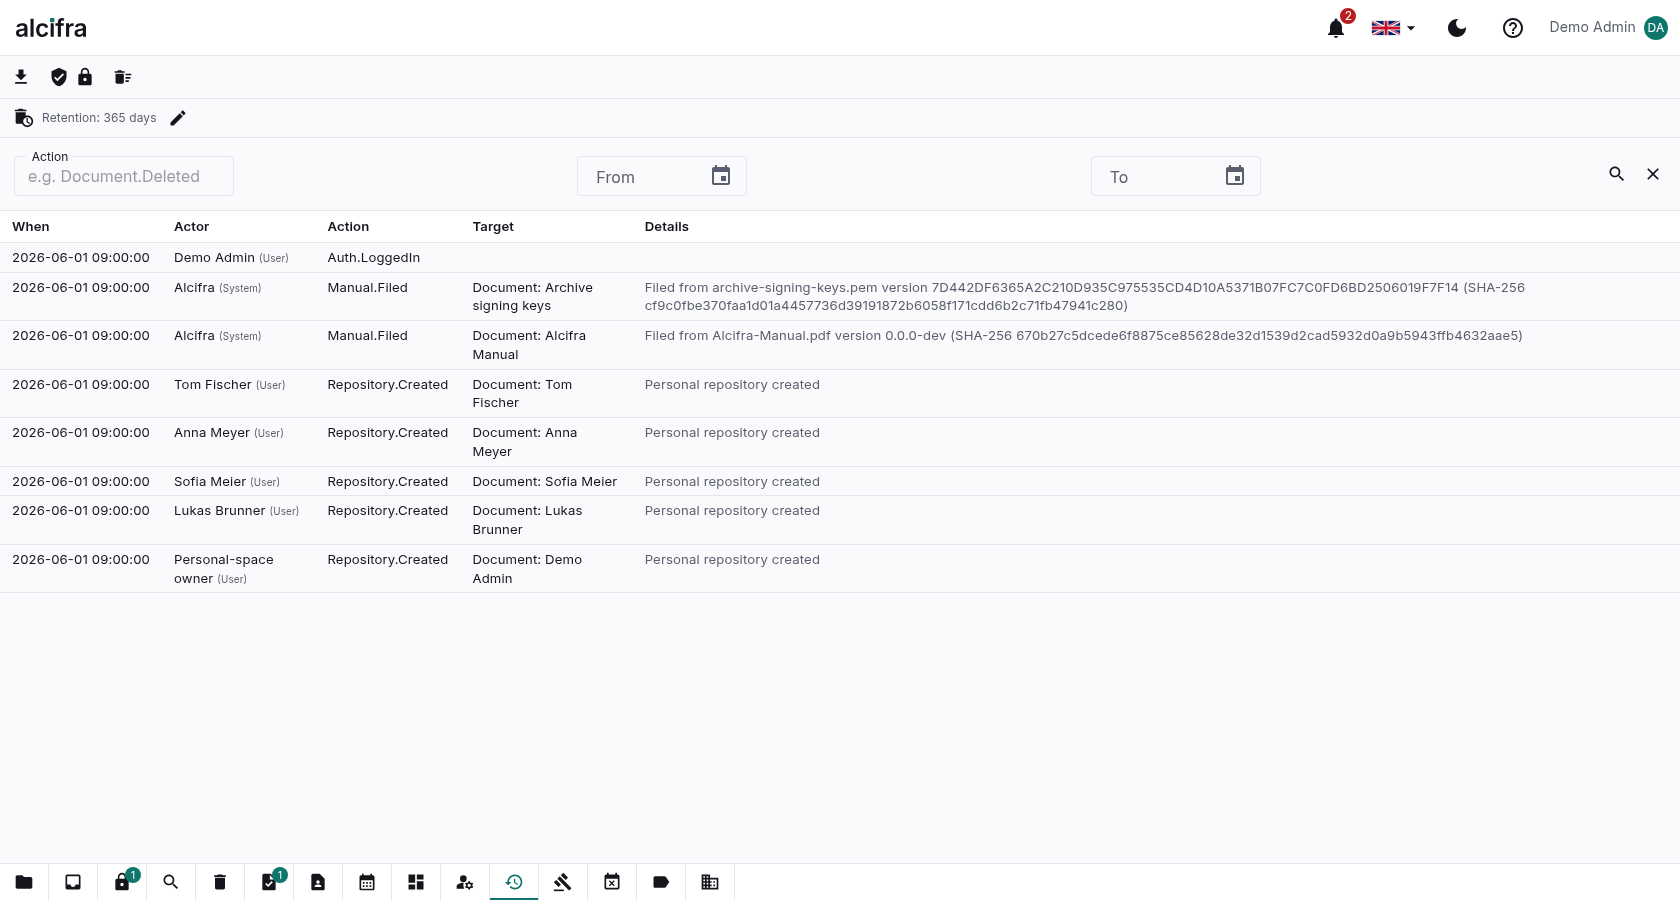 alcifra
2
Demo Admin DA
Retention: 365 days
Action
e.g. Document.Deleted
From
To
When Actor Action Target Details
2026-06-01 09:00:00 Demo Admin (User) Auth.LoggedIn
2026-06-01 09:00:00 Alcifra (System) Manual.Filed Document: Archive Filed from archive-signing-keys.pem version 7D442DF6365A2C210D935C975535CD4D10A5371B07FC7C0FD6BD2506019F7F14 (SHA-256
signing keys cf9c0fbe370faa1d01a4457736d39191872b6058f171cdd6b2c71fb47941c280)
2026-06-01 09:00:00 Alcifra (System) Manual.Filed Document: Alcifra Filed from Alcifra-Manual.pdf version 0.0.0-dev (SHA-256 670b27c5dcede6f8875ce85628de32d1539d2cad5932d0a9b5943ffb4632aae5)
Manual
2026-06-01 09:00:00 Tom Fischer (User) Repository.Created Document: Tom Personal repository created
Fischer
2026-06-01 09:00:00 Anna Meyer (User) Repository.Created Document: Anna Personal repository created
Meyer
2026-06-01 09:00:00 Sofia Meier (User) Repository.Created Document: Sofia Meier Personal repository created
2026-06-01 09:00:00 Lukas Brunner (User) Repository.Created Document: Lukas Personal repository created
Brunner
2026-06-01 09:00:00 Personal-space Repository.Created Document: Demo Personal repository created
owner (User) Admin
1 1